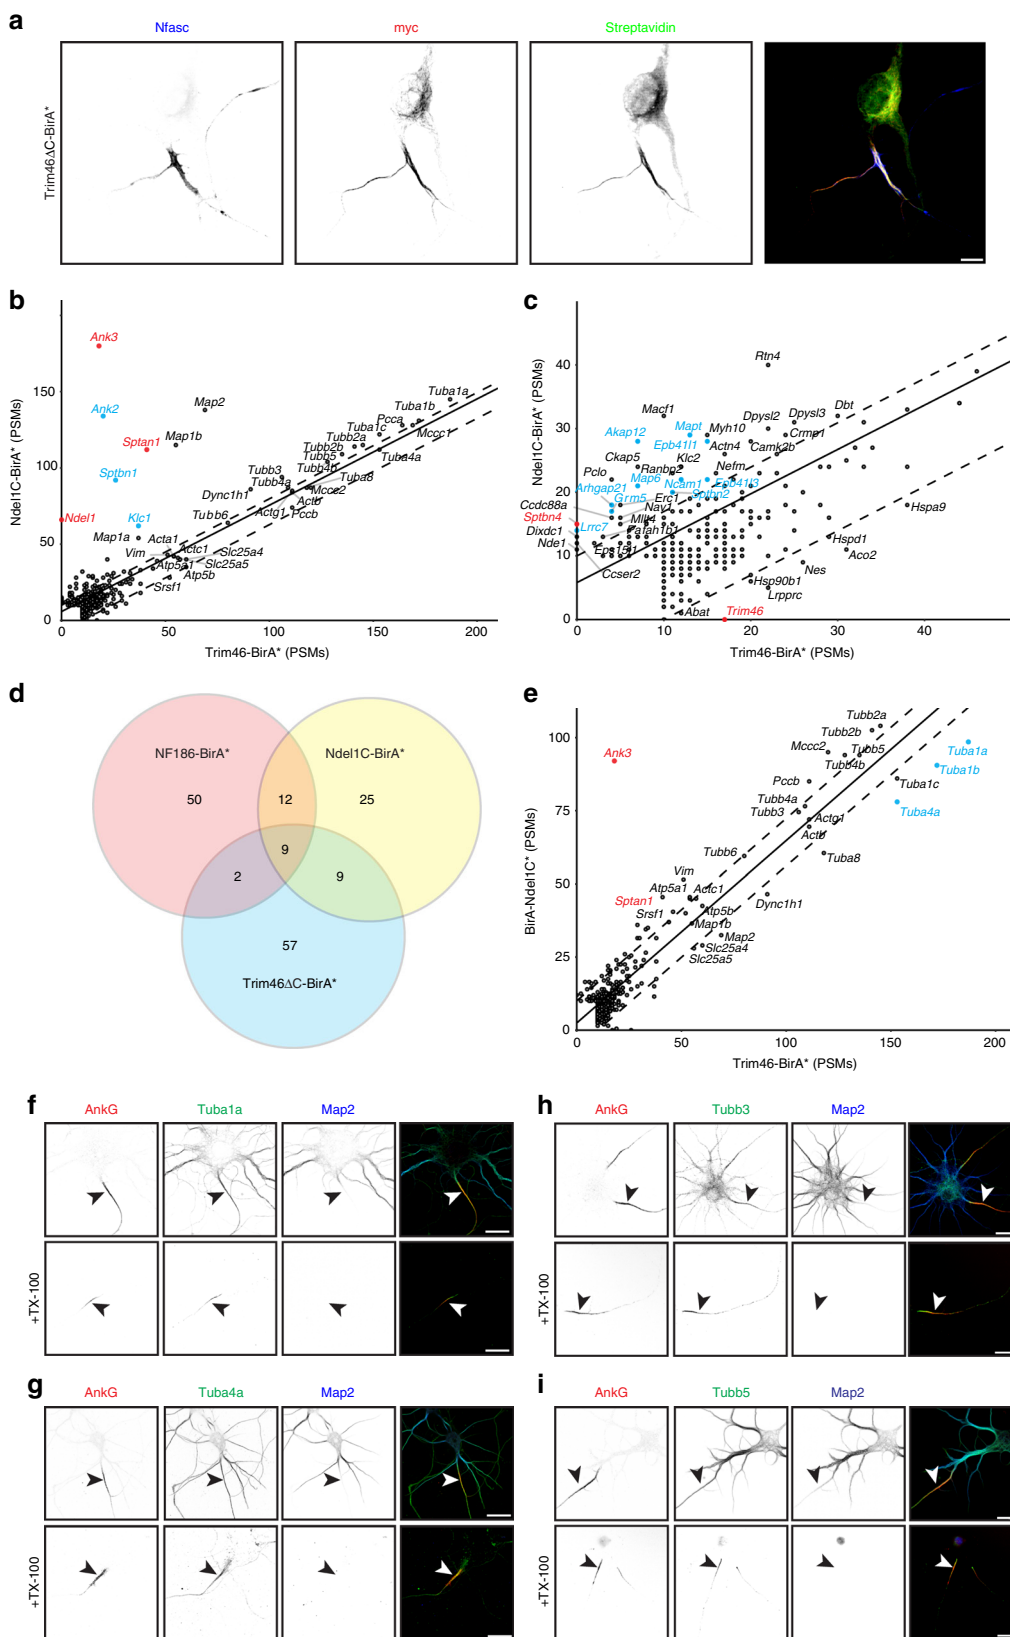 a
Nfasc
myc
Streptavidin
Trim46ΔC-BirA*
b
Ndel1C-BirA* (PSMs)
150
100
50
0
0
50
100
150
200
Trim46-BirA* (PSMs)
Ank3
Ank2
Map2
Sptan1
Map1b
Sptbn1
Ndel1
Klc1
Map1a
Tuba1a
Tuba1b
Pcca
Tuba1c
Mccc1
Tubb2a
Tubb2b
Tubb5
Tuba4a
Tubb4b
Tubb3
Tuba8
Tubb4a
Mccc2
Dync1h1
Actb
Actg1
Pccb
Tubb6
Acta1
Vim
Actc1
Slc25a4
Atp5a1
Slc25a5
Atp5b
Srsf1
c
Ndel1C-BirA* (PSMs)
40
30
20
10
0
0
10
20
30
40
Trim46-BirA* (PSMs)
Rtn4
Macf1
Dpysl2
Dpysl3
Dbt
Mapt
Akap12
Myh10
Crmp1
Epb41l1
Actn4
Camk2b
Ckap5
Klc2
Ranbp2
Nefm
Pclo
Map6
Ncam1
Epb41l3
Arhgap21
Erc1
Sptbn2
Grm5
Ccdc88a
Nav1
Hspa9
Sptbn4
Lrrc7
Mllt4
Pafah1b1
Dixdc1
Nde1
Eps15l1
Hspd1
Aco2
Ccser2
Nes
Hsp90b1
Lrpprc
Abat
Trim46
d
NF186-BirA*
Ndel1C-BirA*
50
12
25
9
2
9
57
Trim46ΔC-BirA*
e
BirA-Ndel1C* (PSMs)
100
75
50
25
0
0
50
100
150
200
Trim46-BirA* (PSMs)
Tubb2a
Tubb2b
Mccc2
Tubb5
Ank3
Tuba1a
Tubb4b
Tuba1b
Pccb
Tuba1c
Tubb4a
Tubb3
Tuba4a
Actg1
Actb
Tubb6
Tuba8
Vim
Atp5a1
Actc1
Sptan1
Dync1h1
Srsf1
Atp5b
Map1b
Map2
Slc25a4
Slc25a5
f
AnkG
Tuba1a
Map2
+TX-100
h
AnkG
Tubb3
Map2
+TX-100
g
AnkG
Tuba4a
Map2
+TX-100
i
AnkG
Tubb5
Map2
+TX-100